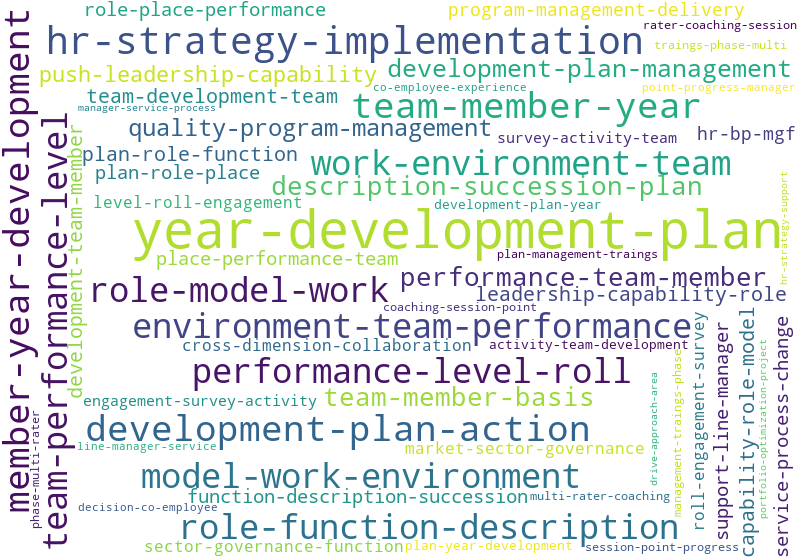 role-place-performance
program-management-delivery
rater-coaching-session
hr-strategy-implementation
trainings-phase-multi
push-leadership-capability
development-plan-management
co-employee-experience
point-progress-manager
team-development-team
manager-service-process
team-member-year
quality-program-management
survey-activity-team
hr-bp-mgf
plan-role-function
work-environment-team
plan-role-place
description-succession-plan
level-roll-engagement
development-plan-year
year-development-plan
place-performance-team
plan-management-traings
performance-team-member
role-model-work
leadership-capability-role
coaching-session-point
environment-team-performance
cross-dimension-collaboration
activity-team-development
performance-level-roll
engagement-survey-activity
team-member-basis
development-plan-action
line-manager-service
market-sector-governance
model-work-environment
function-description-succession
multi-rater-coaching
decision-co-employee
role-function-description
sector-governance-function
plan-year-development
session-point-progress
member-year-development
phase-multi-rater
team-performance-level
development-team-member
drive-approach-area
management-traings-phase
roll-engagement-survey
support-line-manager
capability-role-model
portfolio-optimization-project
service-process-change
hr-strategy-support